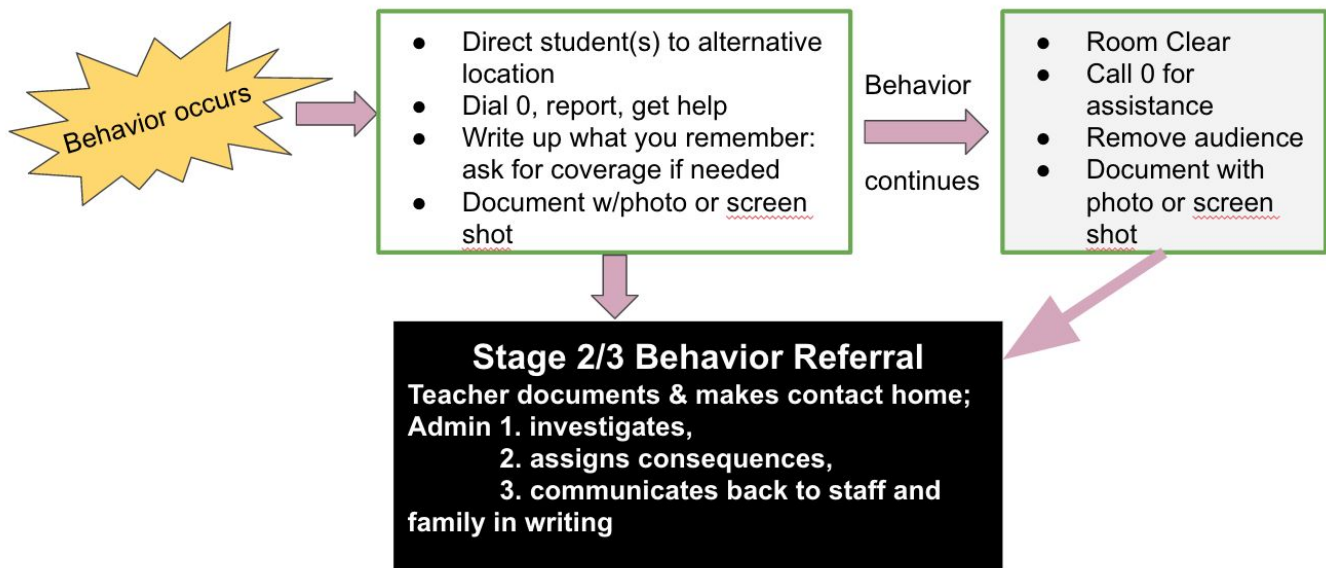 Behavior occurs
● Direct student(s) to alternative
location
● Dial 0, report, get help
● Write up what you remember:
ask for coverage if needed
● Document w/photo or screen
shot
Behavior
continues
● Room Clear
● Call 0 for
assistance
● Remove audience
● Document with
photo or screen
shot
Stage 2/3 Behavior Referral
Teacher documents & makes contact home;
Admin 1. investigates,
2. assigns consequences,
3. communicates back to staff and
family in writing